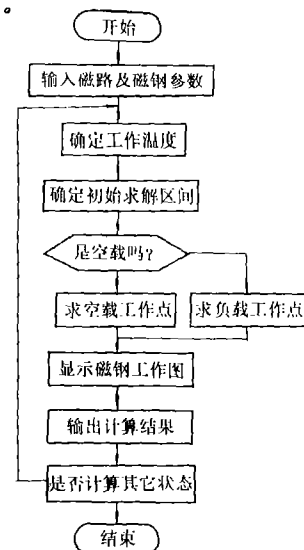 开始
输入磁路及磁钢参数
确定工作温度
确定初始求解区间
是空载吗?
求空载工作点 求负载工作点
显示磁钢工作图
输出计算结果
是否计算其它状态
结束